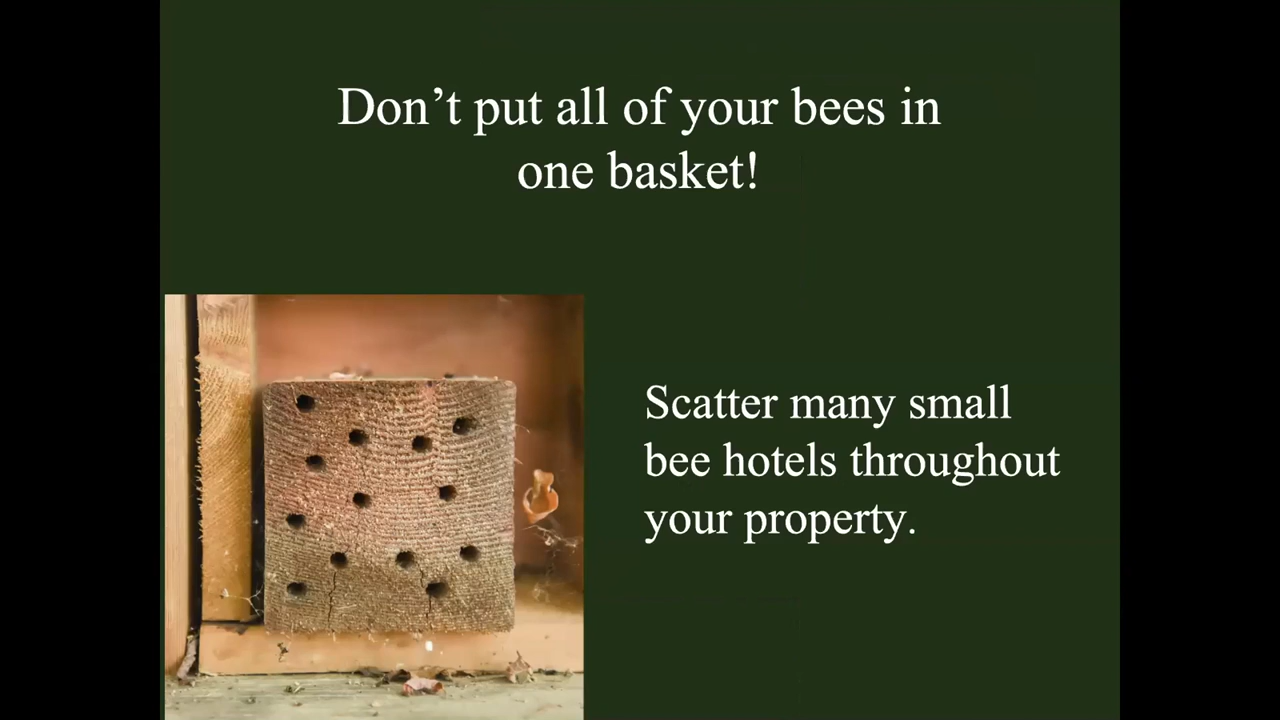 Don’t put all of your bees in
one basket!
Scatter many small
bee hotels throughout
your property.